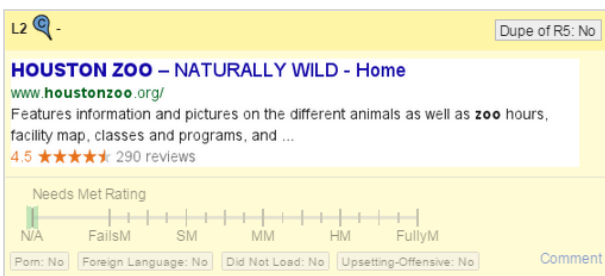 L2 C -
Dupe of R5: No
HOUSTON ZOO – NATURALLY WILD - Home
www.houstonzoo.org/
Features information and pictures on the different animals as well as zoo hours,
facility map, classes and programs, and ...
4.5 ★★★★★ 290 reviews
Needs Met Rating
N/A FailsM SM MM HM FullyM
Porn: No Foreign Language: No Did Not Load: No Upsetting-Offensive: No Comment